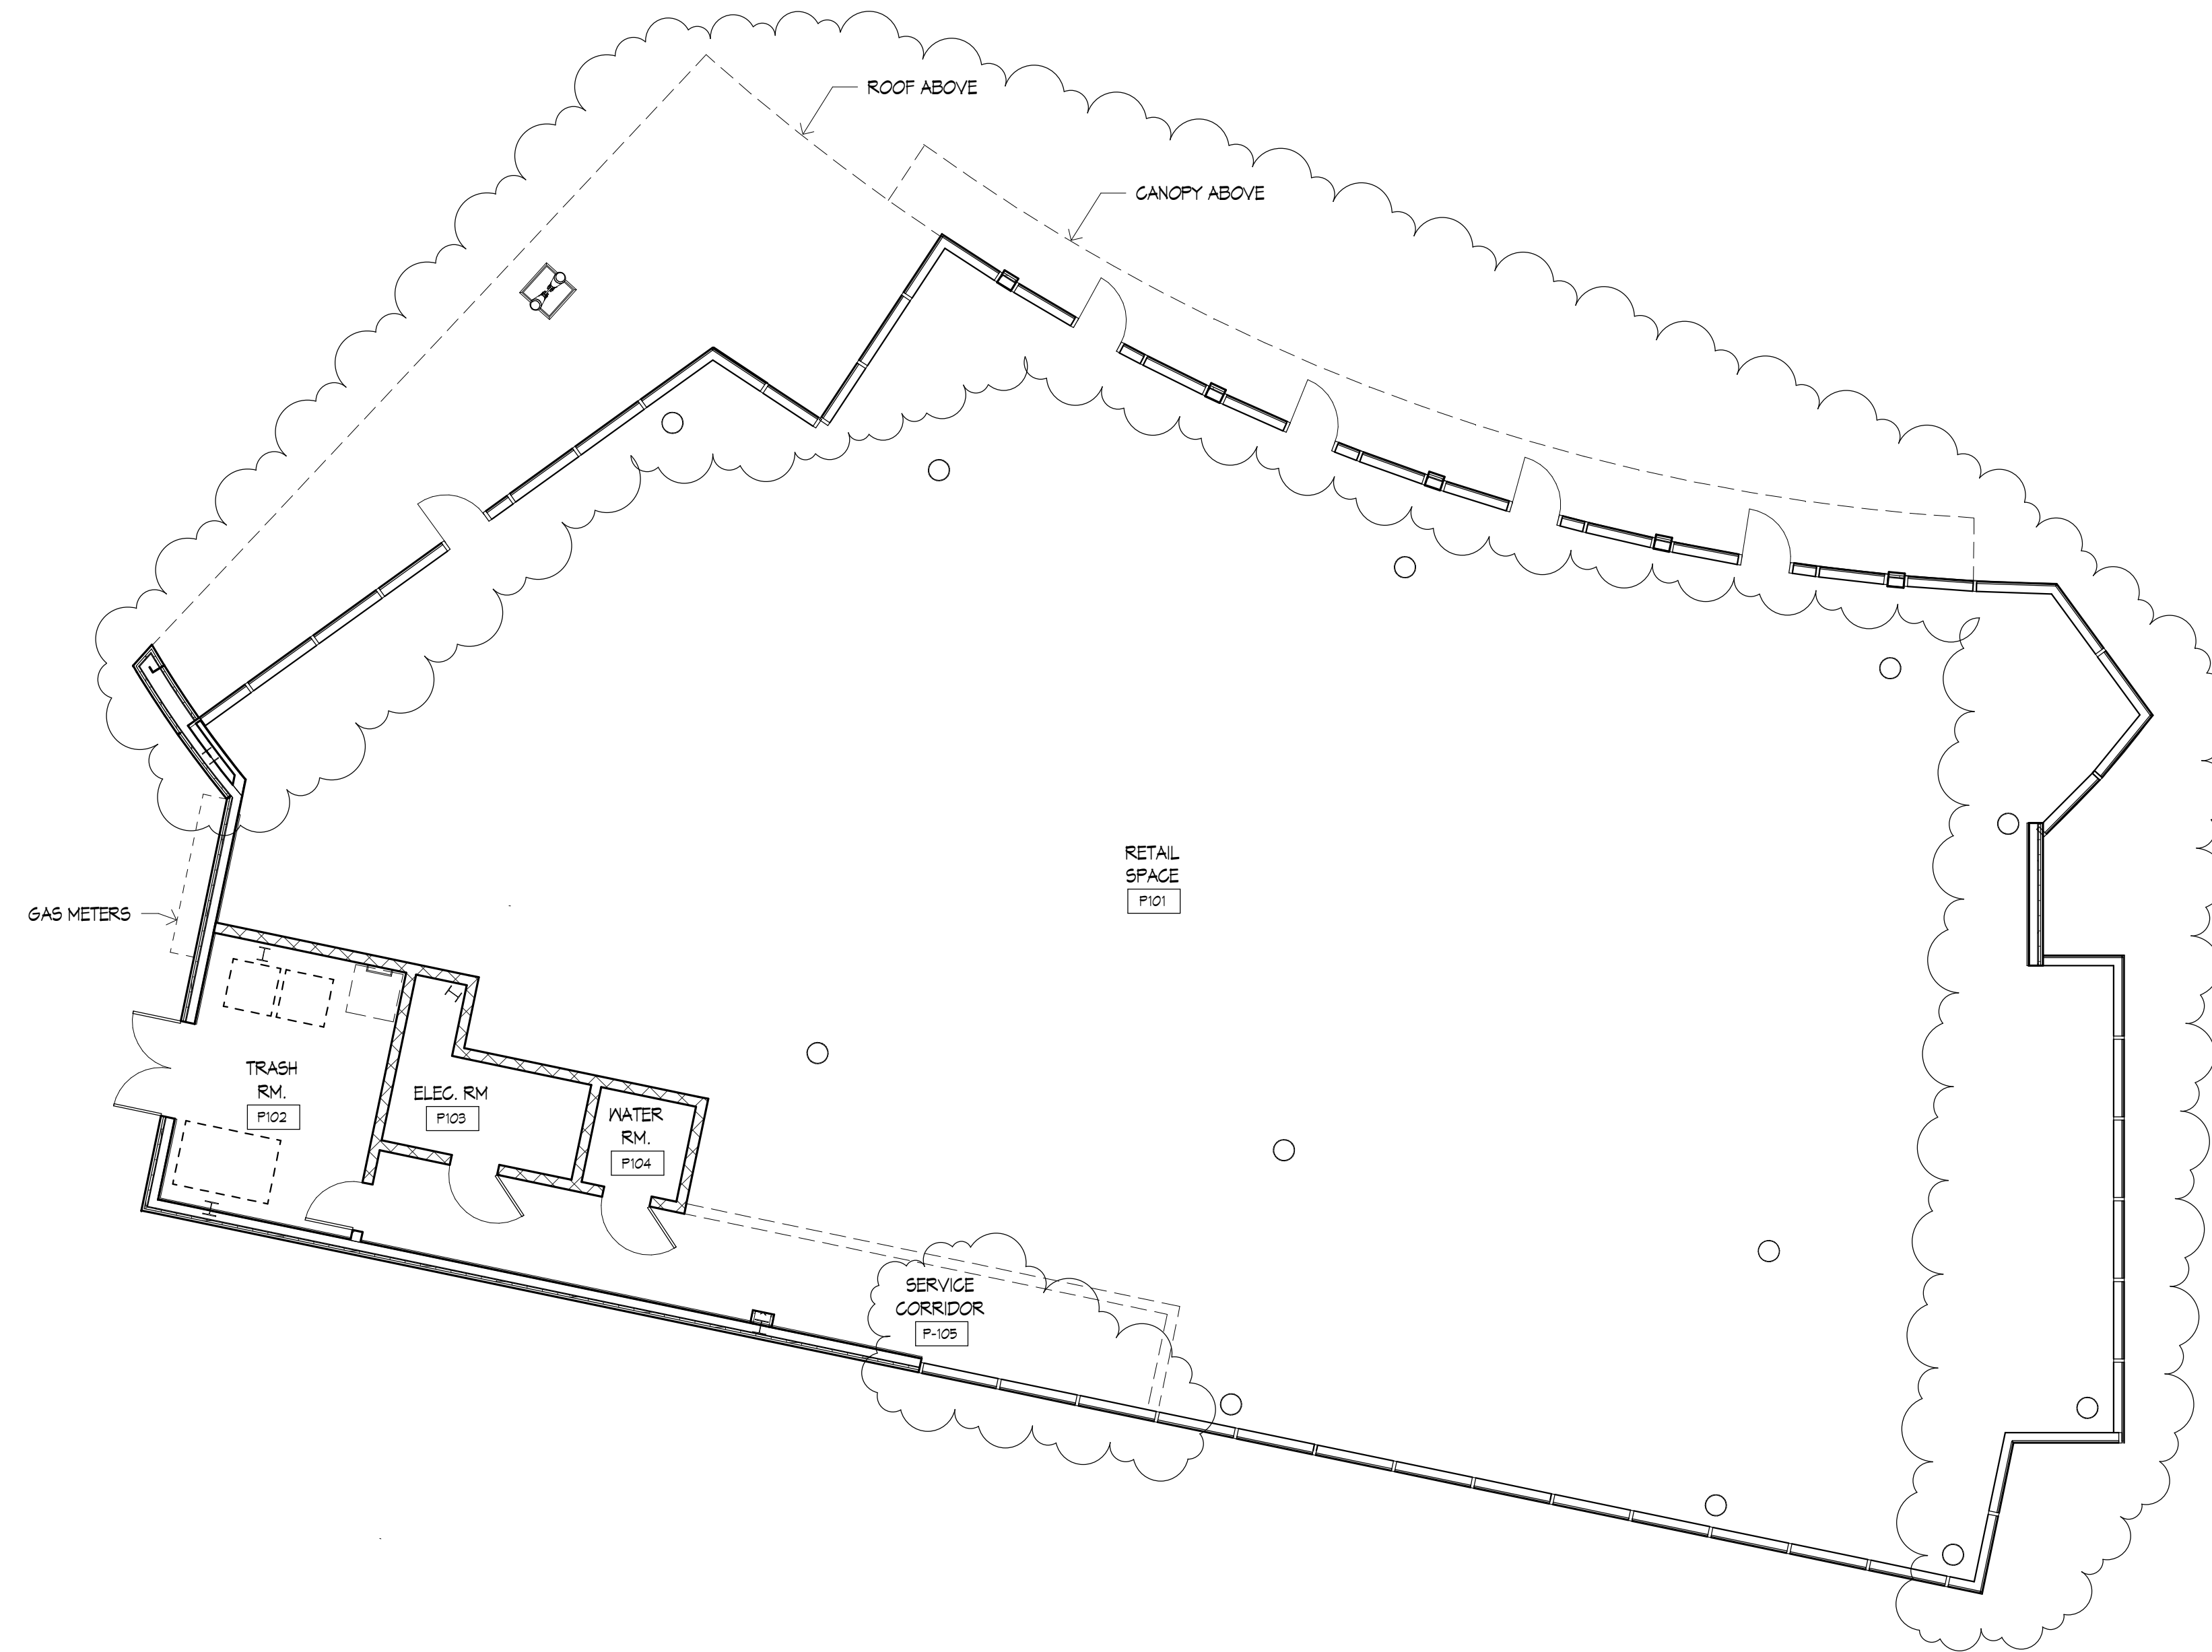 ROOF ABOVE
CANOPY ABOVE
RETAIL
SPACE
P101
GAS METERS
TRASH
RM.
P102
ELEC. RM
P103
WATER
RM.
P104
SERVICE
CORRIDOR
P-105